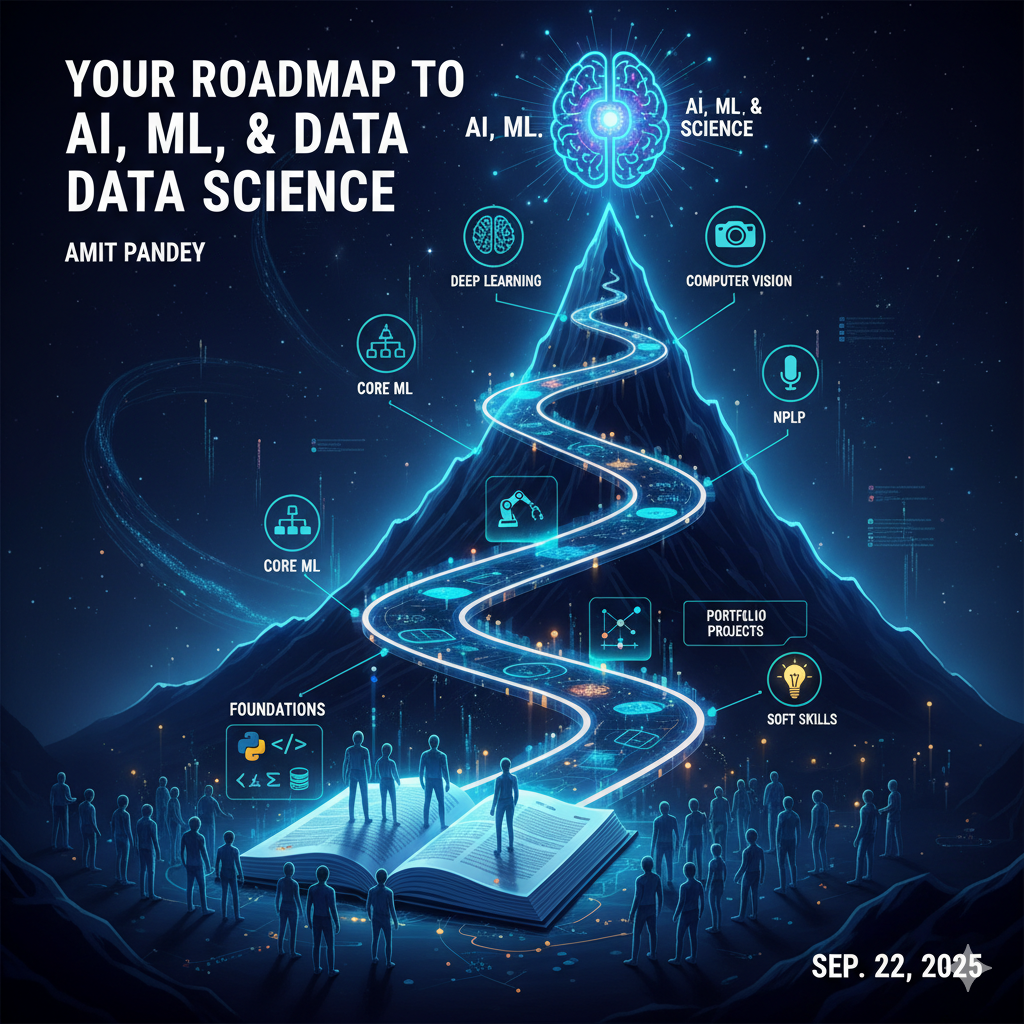 YOUR ROADMAP TO
AI, ML, & DATA
DATA SCIENCE
AMIT PANDEY
AI, ML.
AI, ML, &
SCIENCE
DEEP LEARNING
COMPUTER VISION
CORE ML
NPLP
CORE ML
PORTFOLIO
PROJECTS
SOFT SKILLS
FOUNDATIONS
</>
SEP. 22, 2025